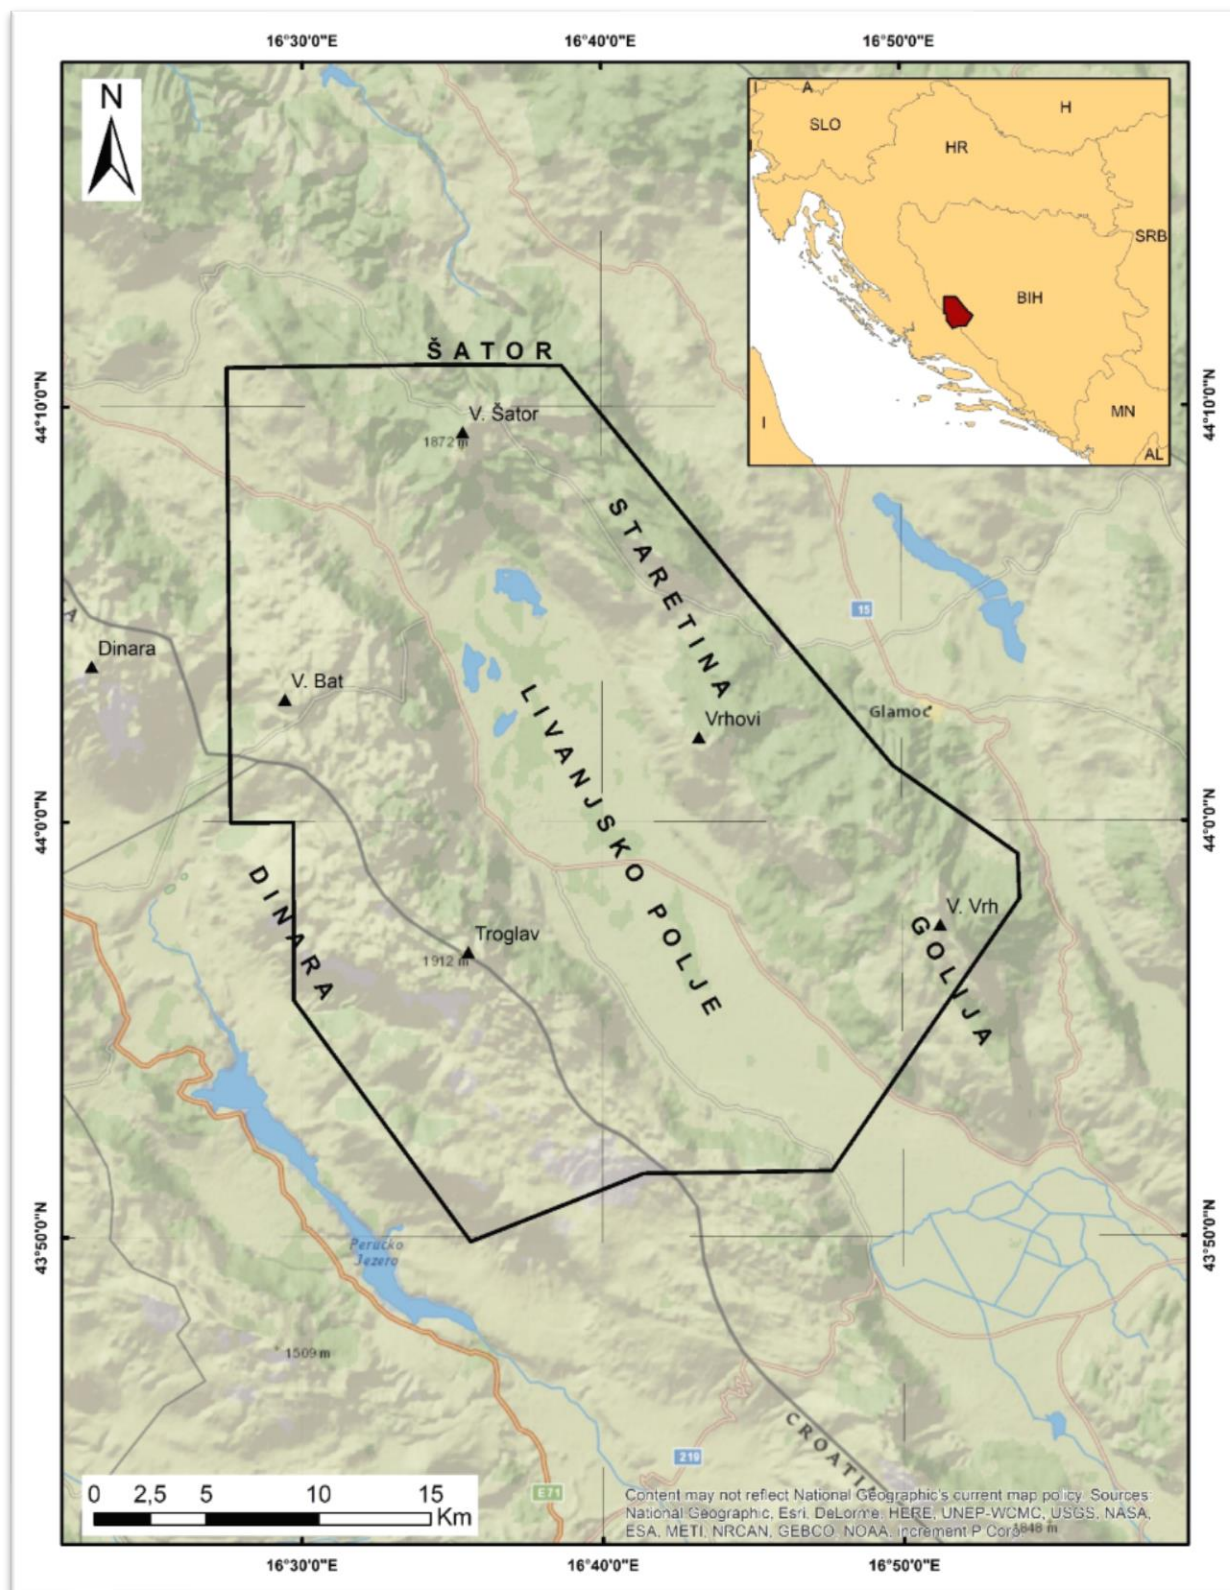 16°30'0"E 16°40'0"E 16°50'0"E
N
I A H
SLO
HR
SRB
BIH
MN
I
AL
ŠATOR
44°10'0"N 44°10'0"N
V. Šator
1872 m
STARETINA
15
Dinara
V. Bat
Glamoč
Vrhovi
LIVANJSKO POLJE
44°0'0"N 44°0'0"N
DINARA
V. Vrh
GOLIJA
Troglav
1912 m
43°50'0"N 43°50'0"N
Peručko
Jezero
1509 m
CROATI
219
E71
0 2,5 5 10 15
Km
Content may not reflect National Geographic's current map policy. Sources:
National Geographic, Esri, DeLorme, HERE, UNEP-WCMC, USGS, NASA,
ESA, METI, NRCAN, GEBCO, NOAA, increment P Corp.
1848 m
16°30'0"E 16°40'0"E 16°50'0"E